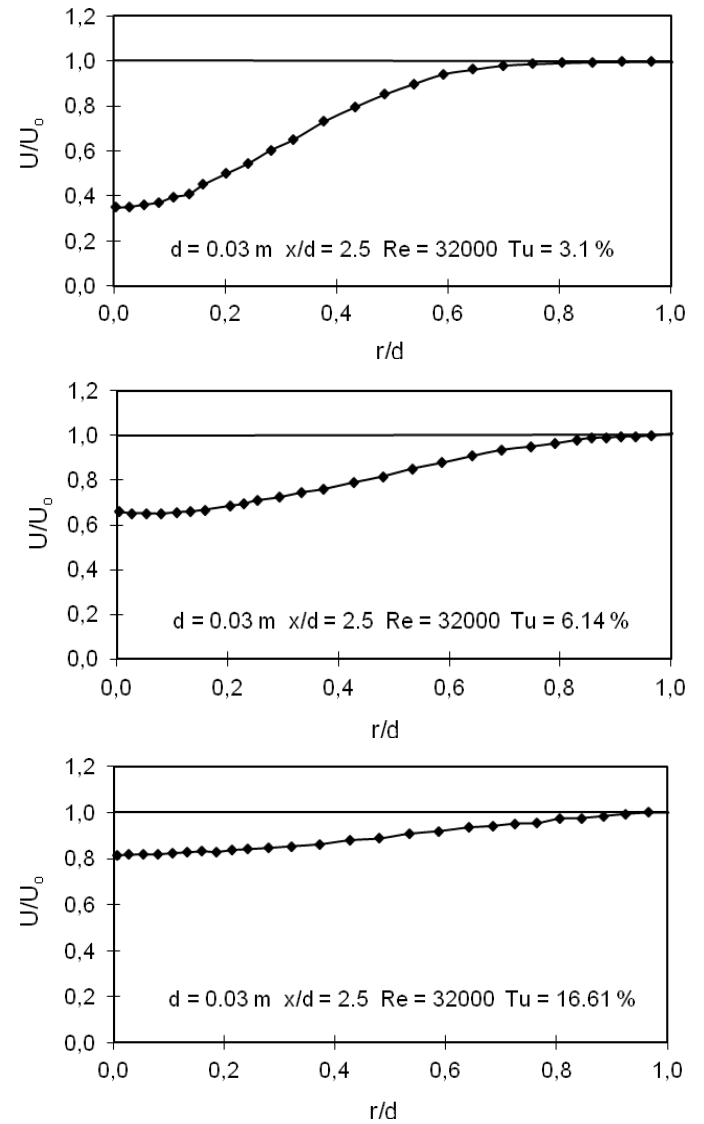 1,2
1,0
0,8
0,6
0,4
0,2
0,0
U/Uo
d = 0.03 m x/d = 2.5 Re = 32000 Tu = 3.1 %
0,0 0,2 0,4 0,6 0,8 1,0
r/d
1,2
1,0
0,8
0,6
0,4
0,2
0,0
U/Uo
d = 0.03 m x/d = 2.5 Re = 32000 Tu = 6.14 %
0,0 0,2 0,4 0,6 0,8 1,0
r/d
1,2
1,0
0,8
0,6
0,4
0,2
0,0
U/Uo
d = 0.03 m x/d = 2.5 Re = 32000 Tu = 16.61 %
0,0 0,2 0,4 0,6 0,8 1,0
r/d